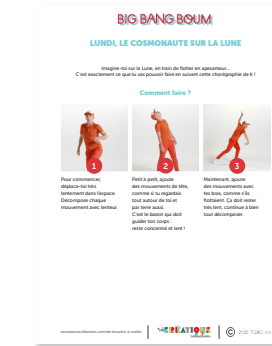 BIG BANG BOUM
LUNDI, LE COSMONAUTE SUR LA LUNE
Imagine-toi sur la Lune, en train de flotter en apesanteur...
C'est exactement ce que tu vas pouvoir faire en suivant cette chorégraphie de K !
Comment faire ?
1
2
3
Pour commencer,
déplace-toi très
lentement dans l'espace.
Décompose chaque
mouvement avec lenteur.
Petit à petit, ajoute
des mouvements de tête,
comme si tu regardais
tout autour de toi et
par terre aussi.
C'est le bassin qui doit
guider ton corps :
reste concentré et lent !
Maintenant, ajoute
des mouvements avec
tes bras, comme s'ils
flottaient. Ça doit rester
très lent, continue à bien
tout décomposer.
CRÉATIQUE